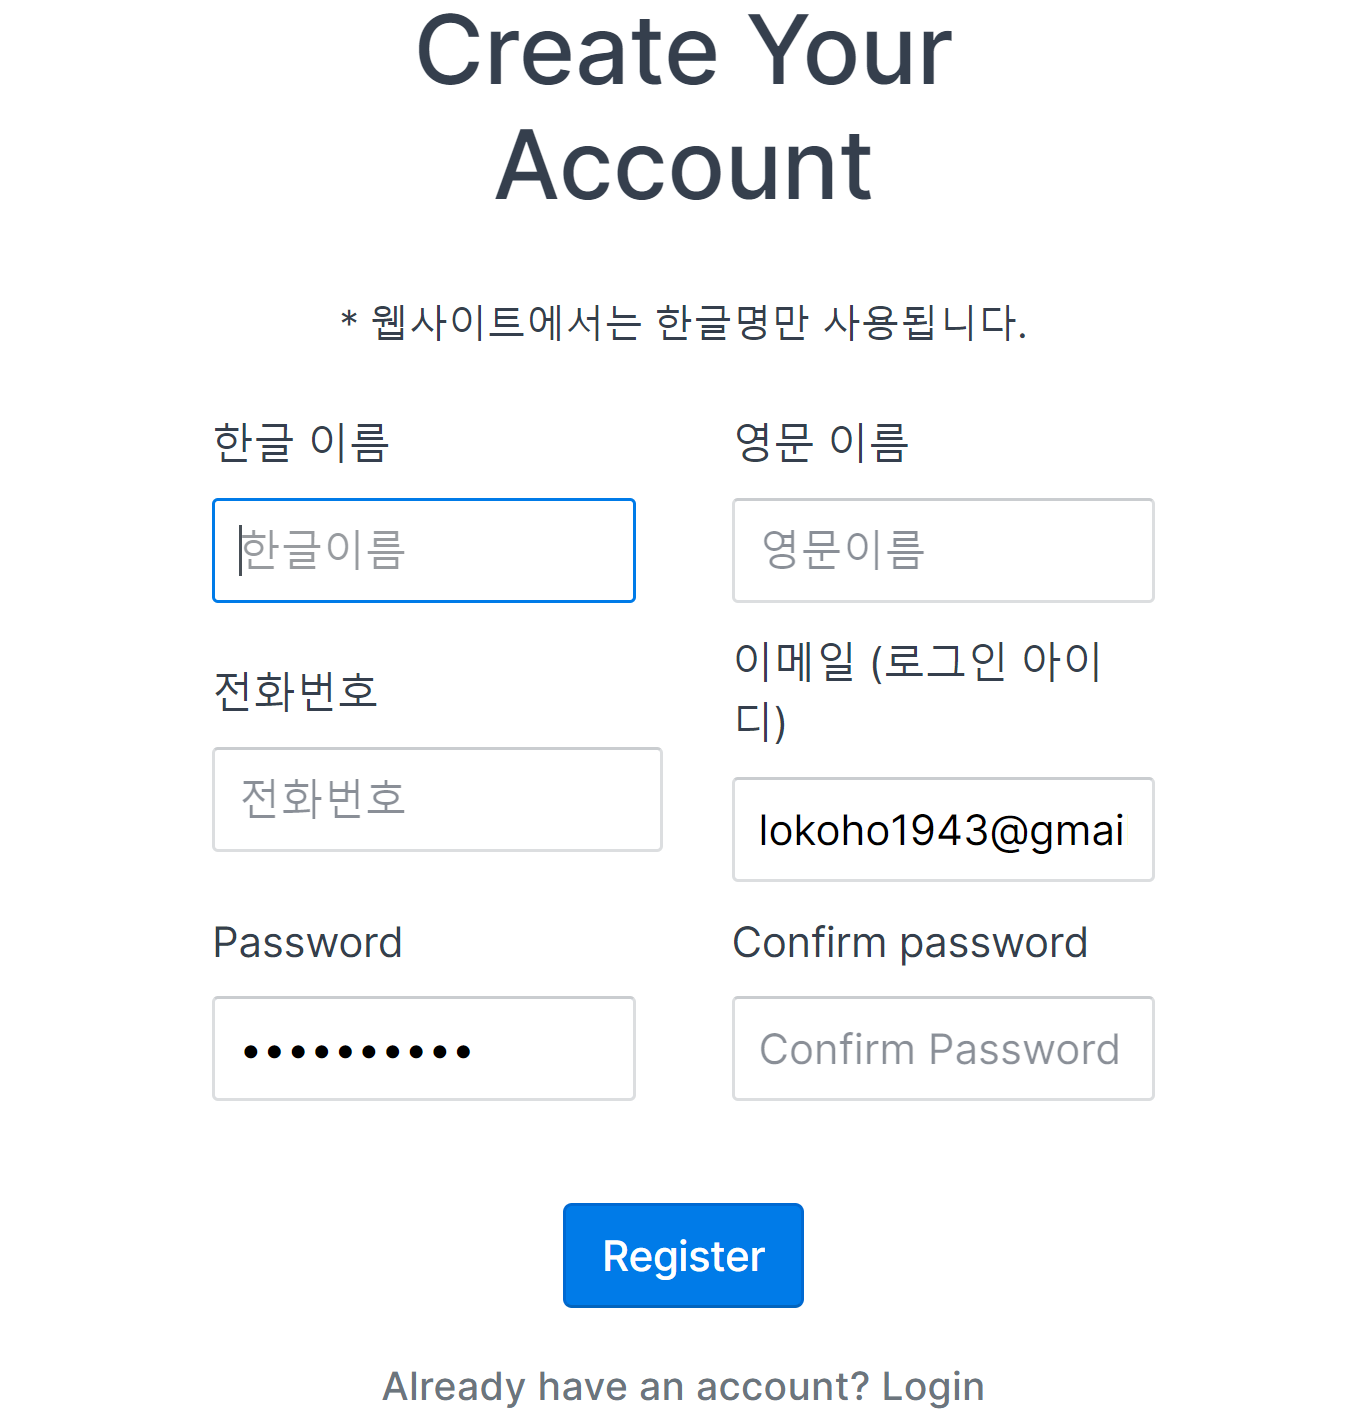 Create Your
Account
* 웹사이트에서는 한글명만 사용됩니다.
한글 이름
영문 이름
한글이름
영문이름
전화번호
이메일 (로그인 아이
디)
전화번호
lokoho1943@gmai
Password
Confirm password
••••••••••
Confirm Password
Register
Already have an account? Login